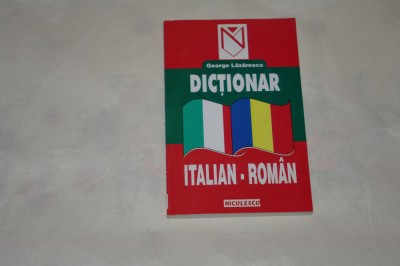 George Lăzărescu
DICȚIONAR
ITALIAN - ROMÂN
NICULESCU